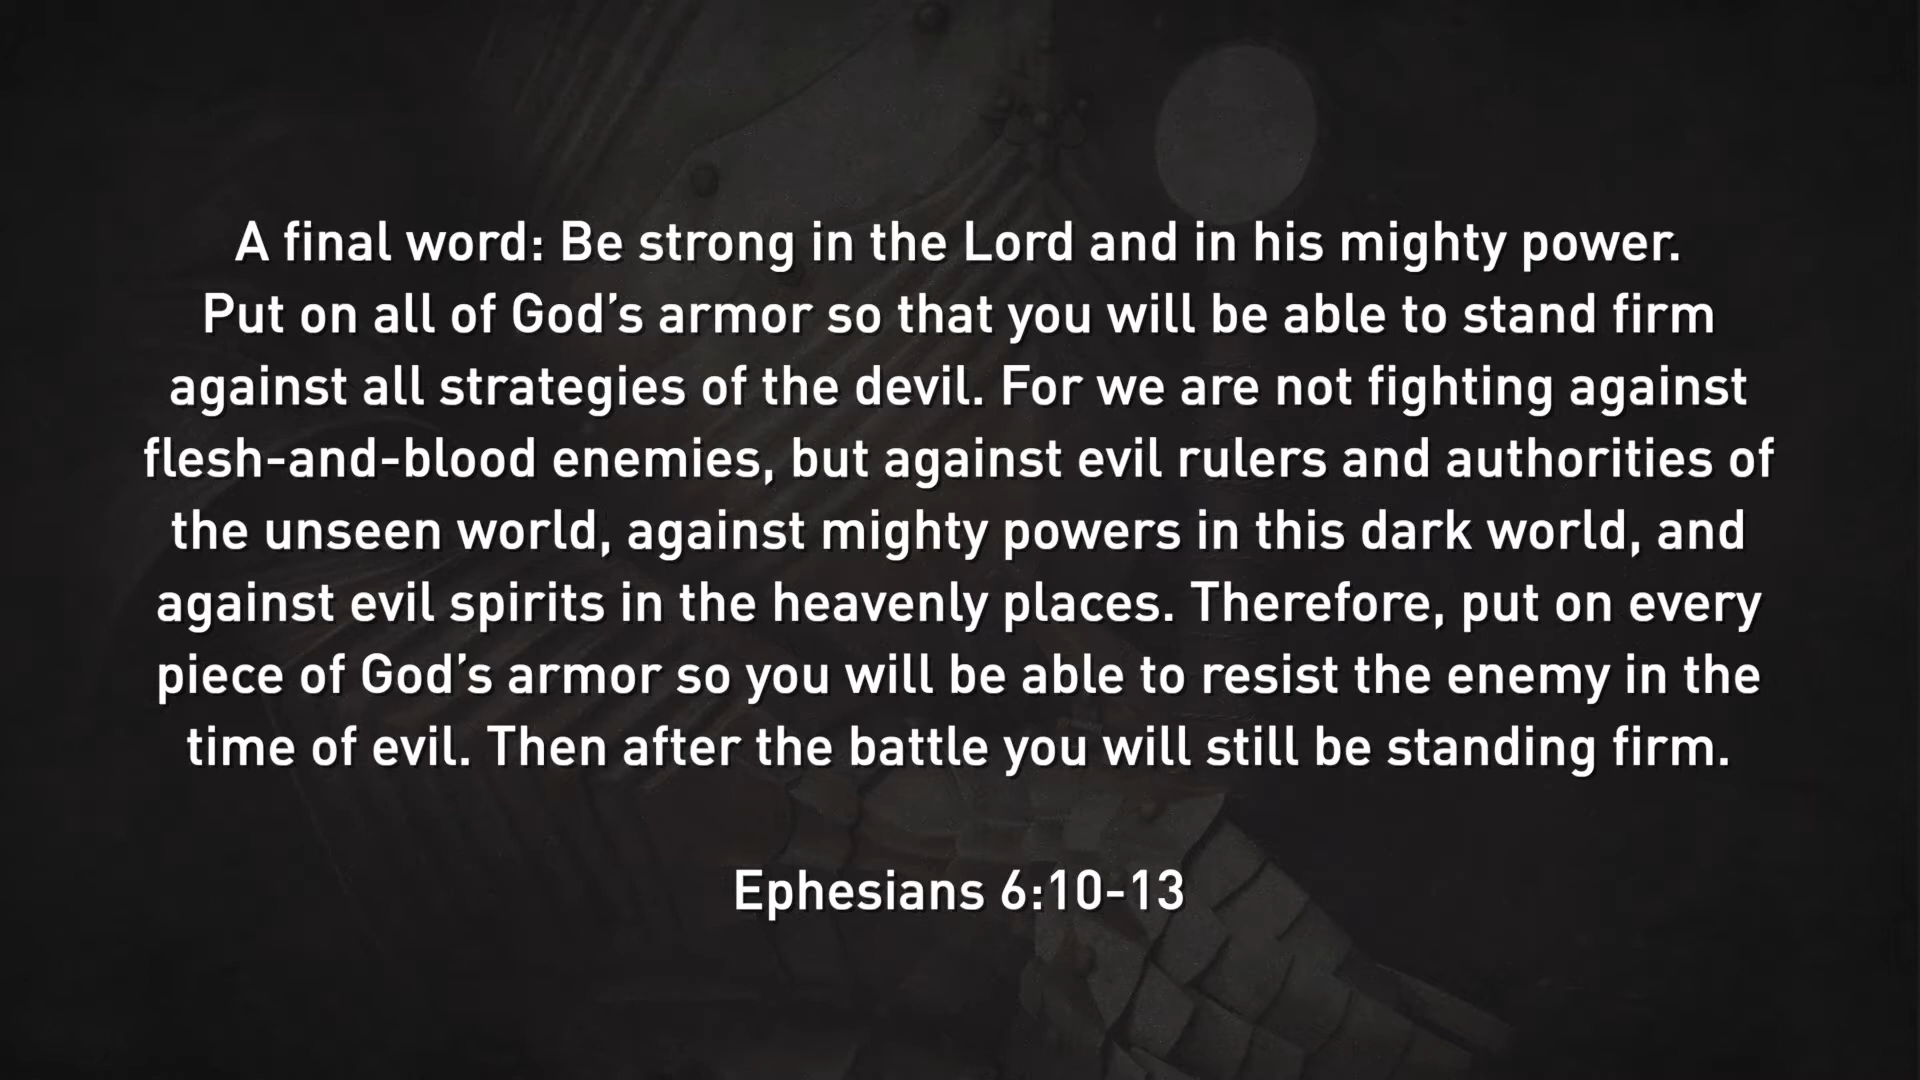 A final word: Be strong in the Lord and in his mighty power.
Put on all of God’s armor so that you will be able to stand firm
against all strategies of the devil. For we are not fighting against
flesh-and-blood enemies, but against evil rulers and authorities of
the unseen world, against mighty powers in this dark world, and
against evil spirits in the heavenly places. Therefore, put on every
piece of God’s armor so you will be able to resist the enemy in the
time of evil. Then after the battle you will still be standing firm.
Ephesians 6:10-13